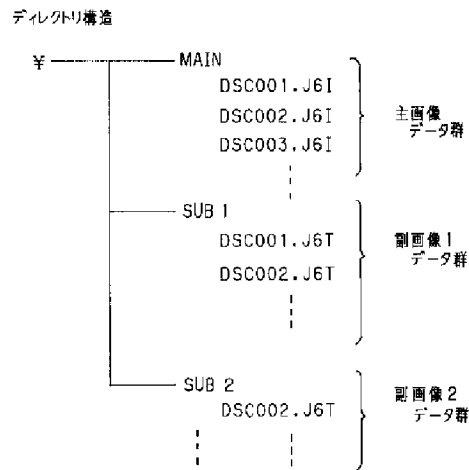 ディレクトリ構造
¥
MAIN
DSC001.J6I
DSC002.J6I
DSC003.J6I
主画像
データ群
SUB 1
DSC001.J6T
DSC002.J6T
副画像1
データ群
SUB 2
DSC002.J6T
副画像2
データ群